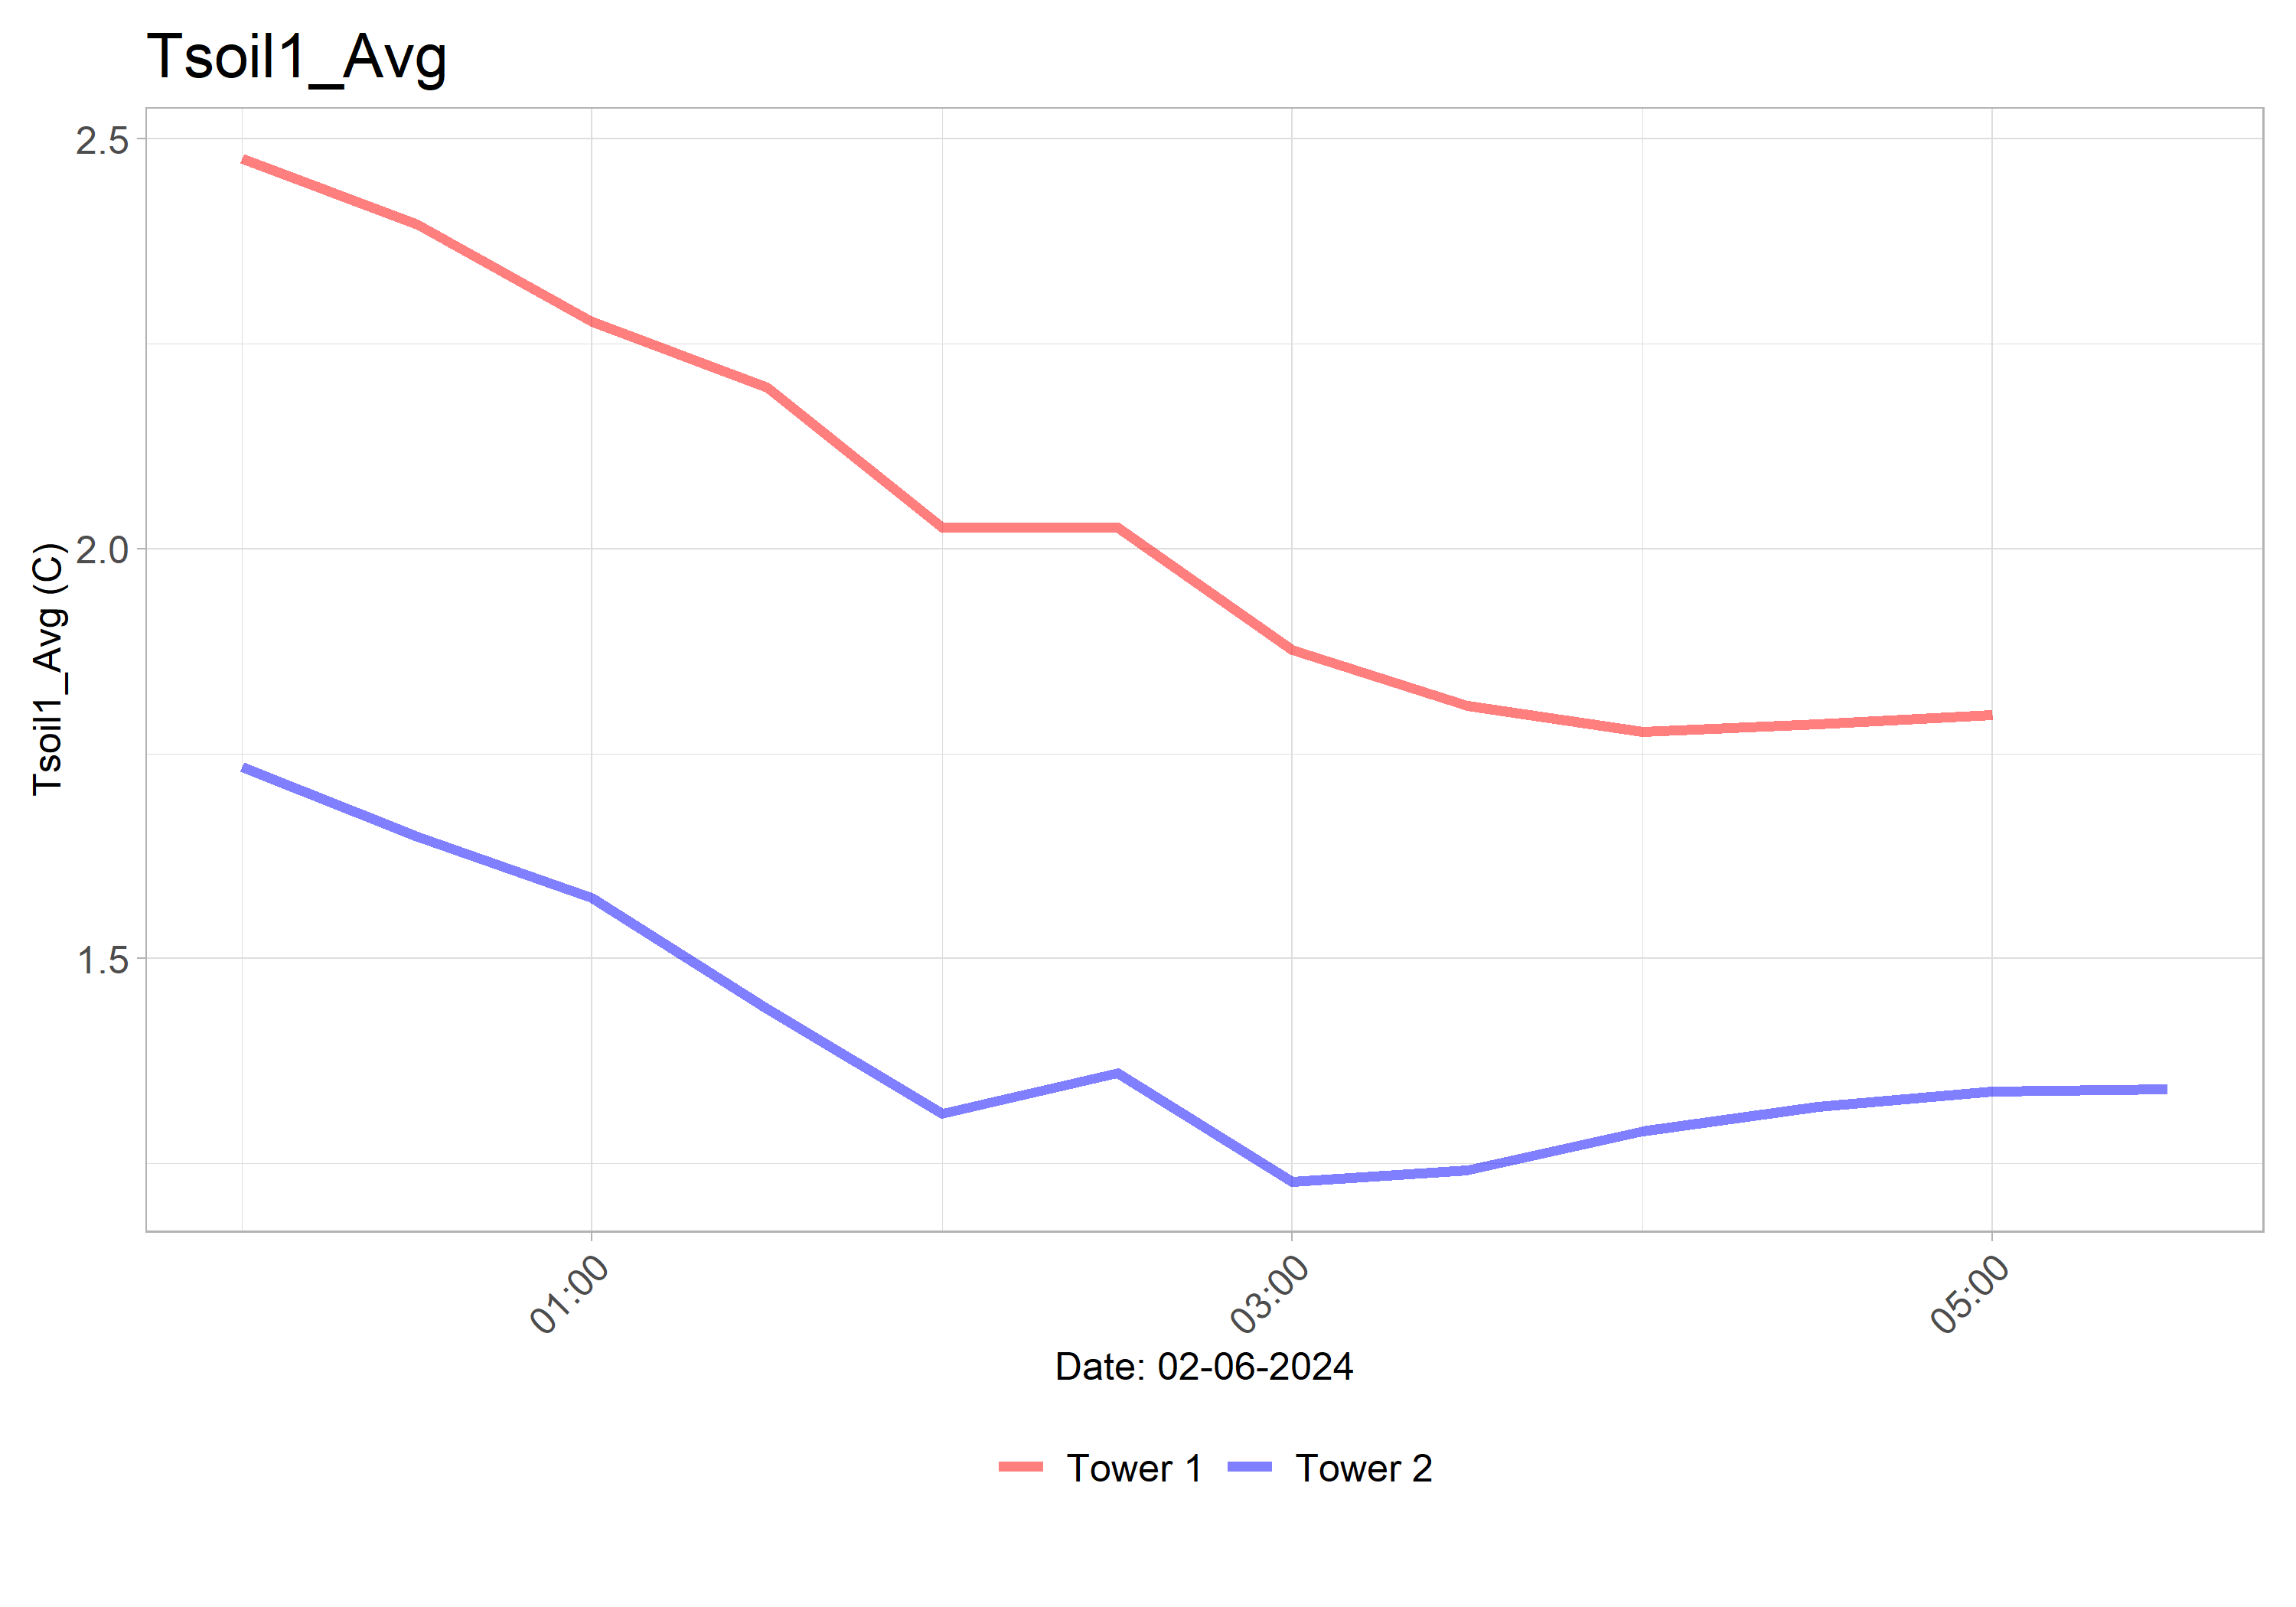 Tsoil1_Avg
Tsoil1_Avg (C)
2.5
2.0
1.5
01:00 03:00 05:00
Date: 02-06-2024
Tower 1 Tower 2